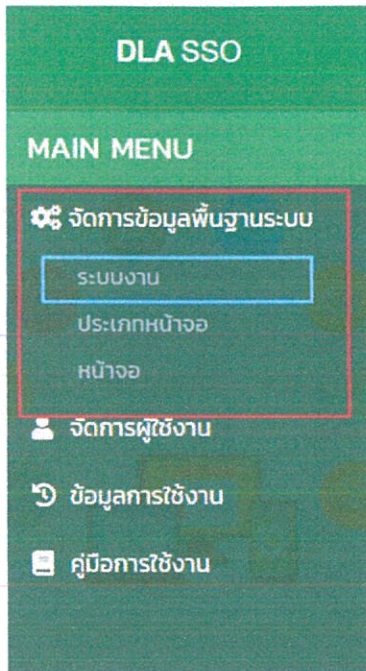 DLA SSO
MAIN MENU
จัดการข้อมูลพื้นฐานระบบ
ระบบงาน
ประเภทหน้าจอ
หน้าจอ
จัดการผู้ใช้งาน
ข้อมูลการใช้งาน
คู่มือการใช้งาน